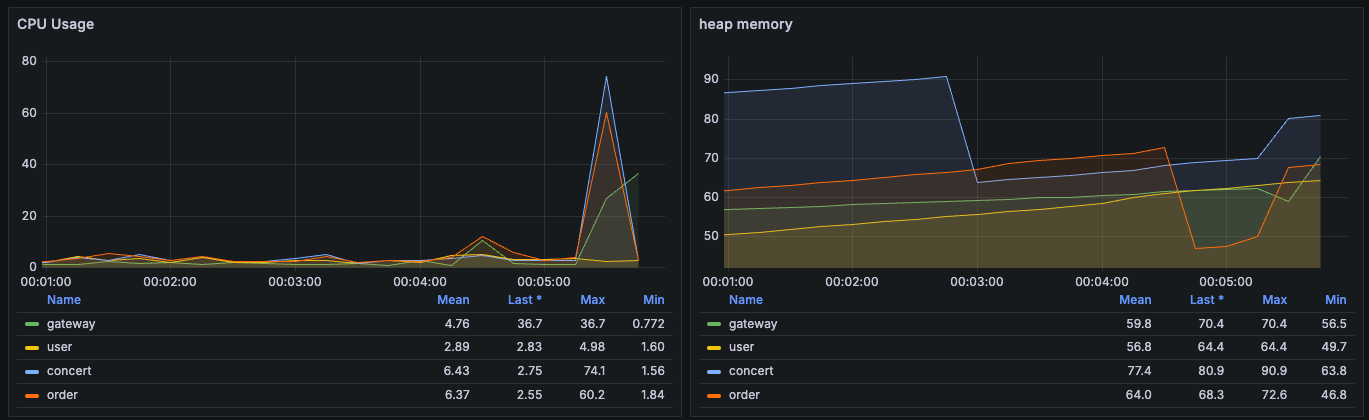 CPU Usage
80
60
40
20
0
00:01:00 00:02:00 00:03:00 00:04:00 00:05:00
Name Mean Last * Max Min
gateway 4.76 36.7 36.7 0.772
user 2.89 2.83 4.98 1.60
concert 6.43 2.75 74.1 1.56
order 6.37 2.55 60.2 1.84
heap memory
90
80
70
60
50
00:01:00 00:02:00 00:03:00 00:04:00 00:05:00
Name Mean Last * Max Min
gateway 59.8 70.4 70.4 56.5
user 56.8 64.4 64.4 49.7
concert 77.4 80.9 90.9 63.8
order 64.0 68.3 72.6 46.8